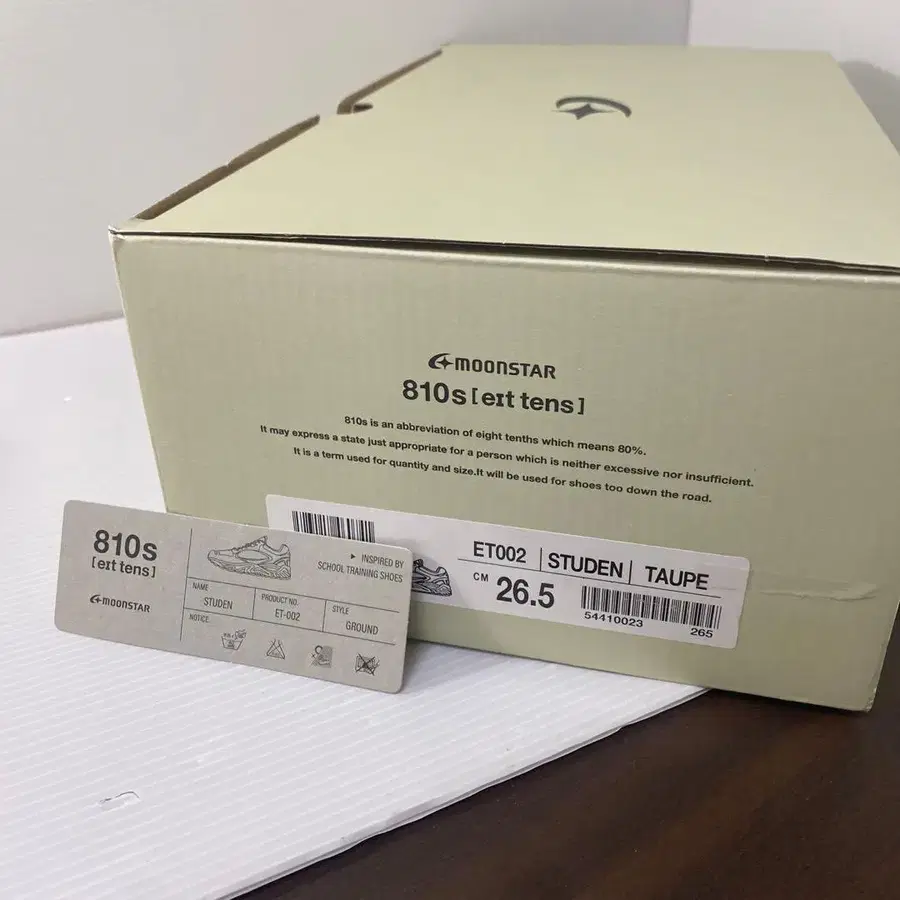 MOONSTAR
810s [eɪt tens]
810s is an abbreviation of eight tenths which means 80%.
It may express a state just appropriate for a person which is neither excessive nor insufficient.
It is a term used for quantity and size.It will be used for shoes too down the road.
ET002 | STUDEN | TAUPE
CM 26.5
54410023 265
810s
[eɪt tens]
MOONSTAR
▶ INSPIRED BY
SCHOOL TRAINING SHOES
NAME
STUDEN
PRODUCT NO.
ET-002
STYLE
GROUND
NOTICE